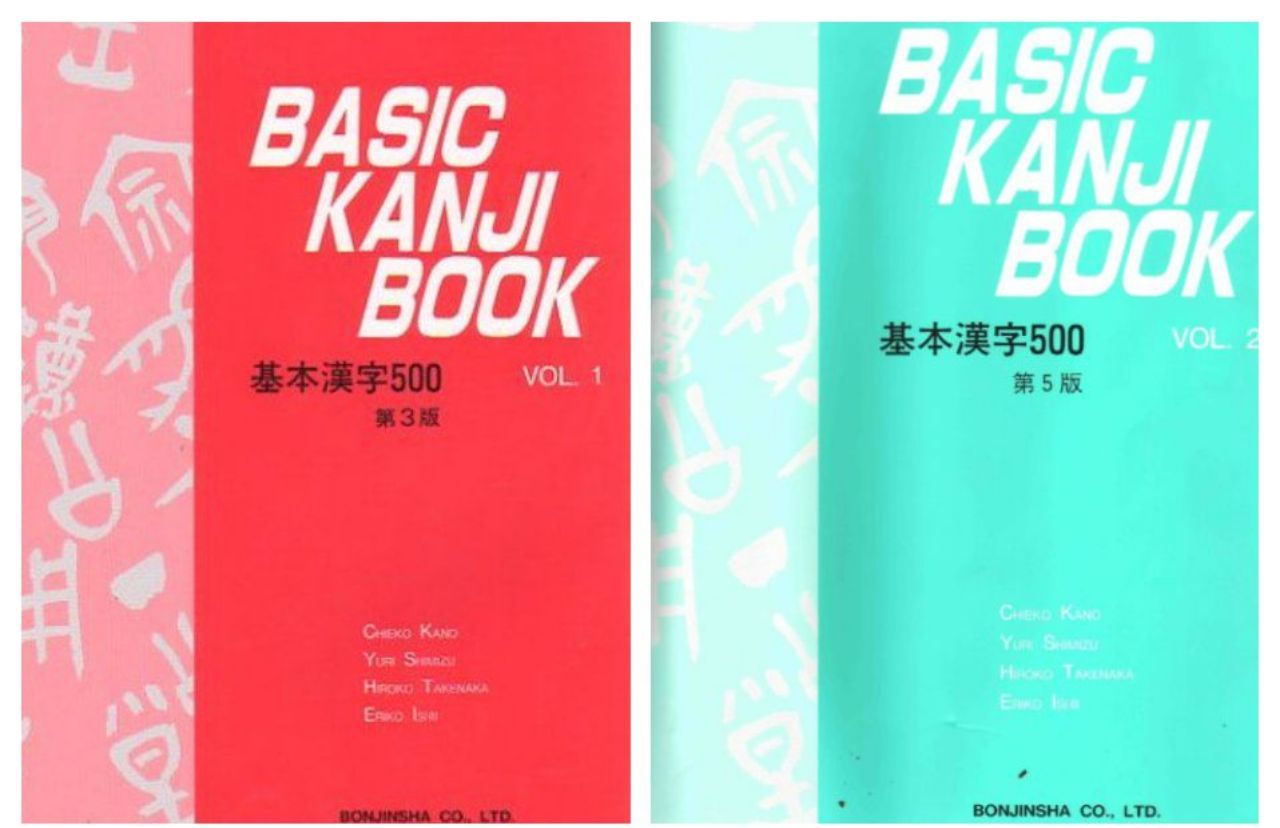 BASIC
KANJI
BOOK
基本漢字500
VOL. 1
第3版
CHIEKO KANO
YURI SHIMIZU
HIROKO TAKENAKA
ERIKO ISHII
BONJINSHA CO., LTD.
BASIC
KANJI
BOOK
基本漢字500
VOL. 2
第5版
CHIEKO KANO
YURI SHIMIZU
HIROKO TAKENAKA
ERIKO ISHII
BONJINSHA CO., LTD.